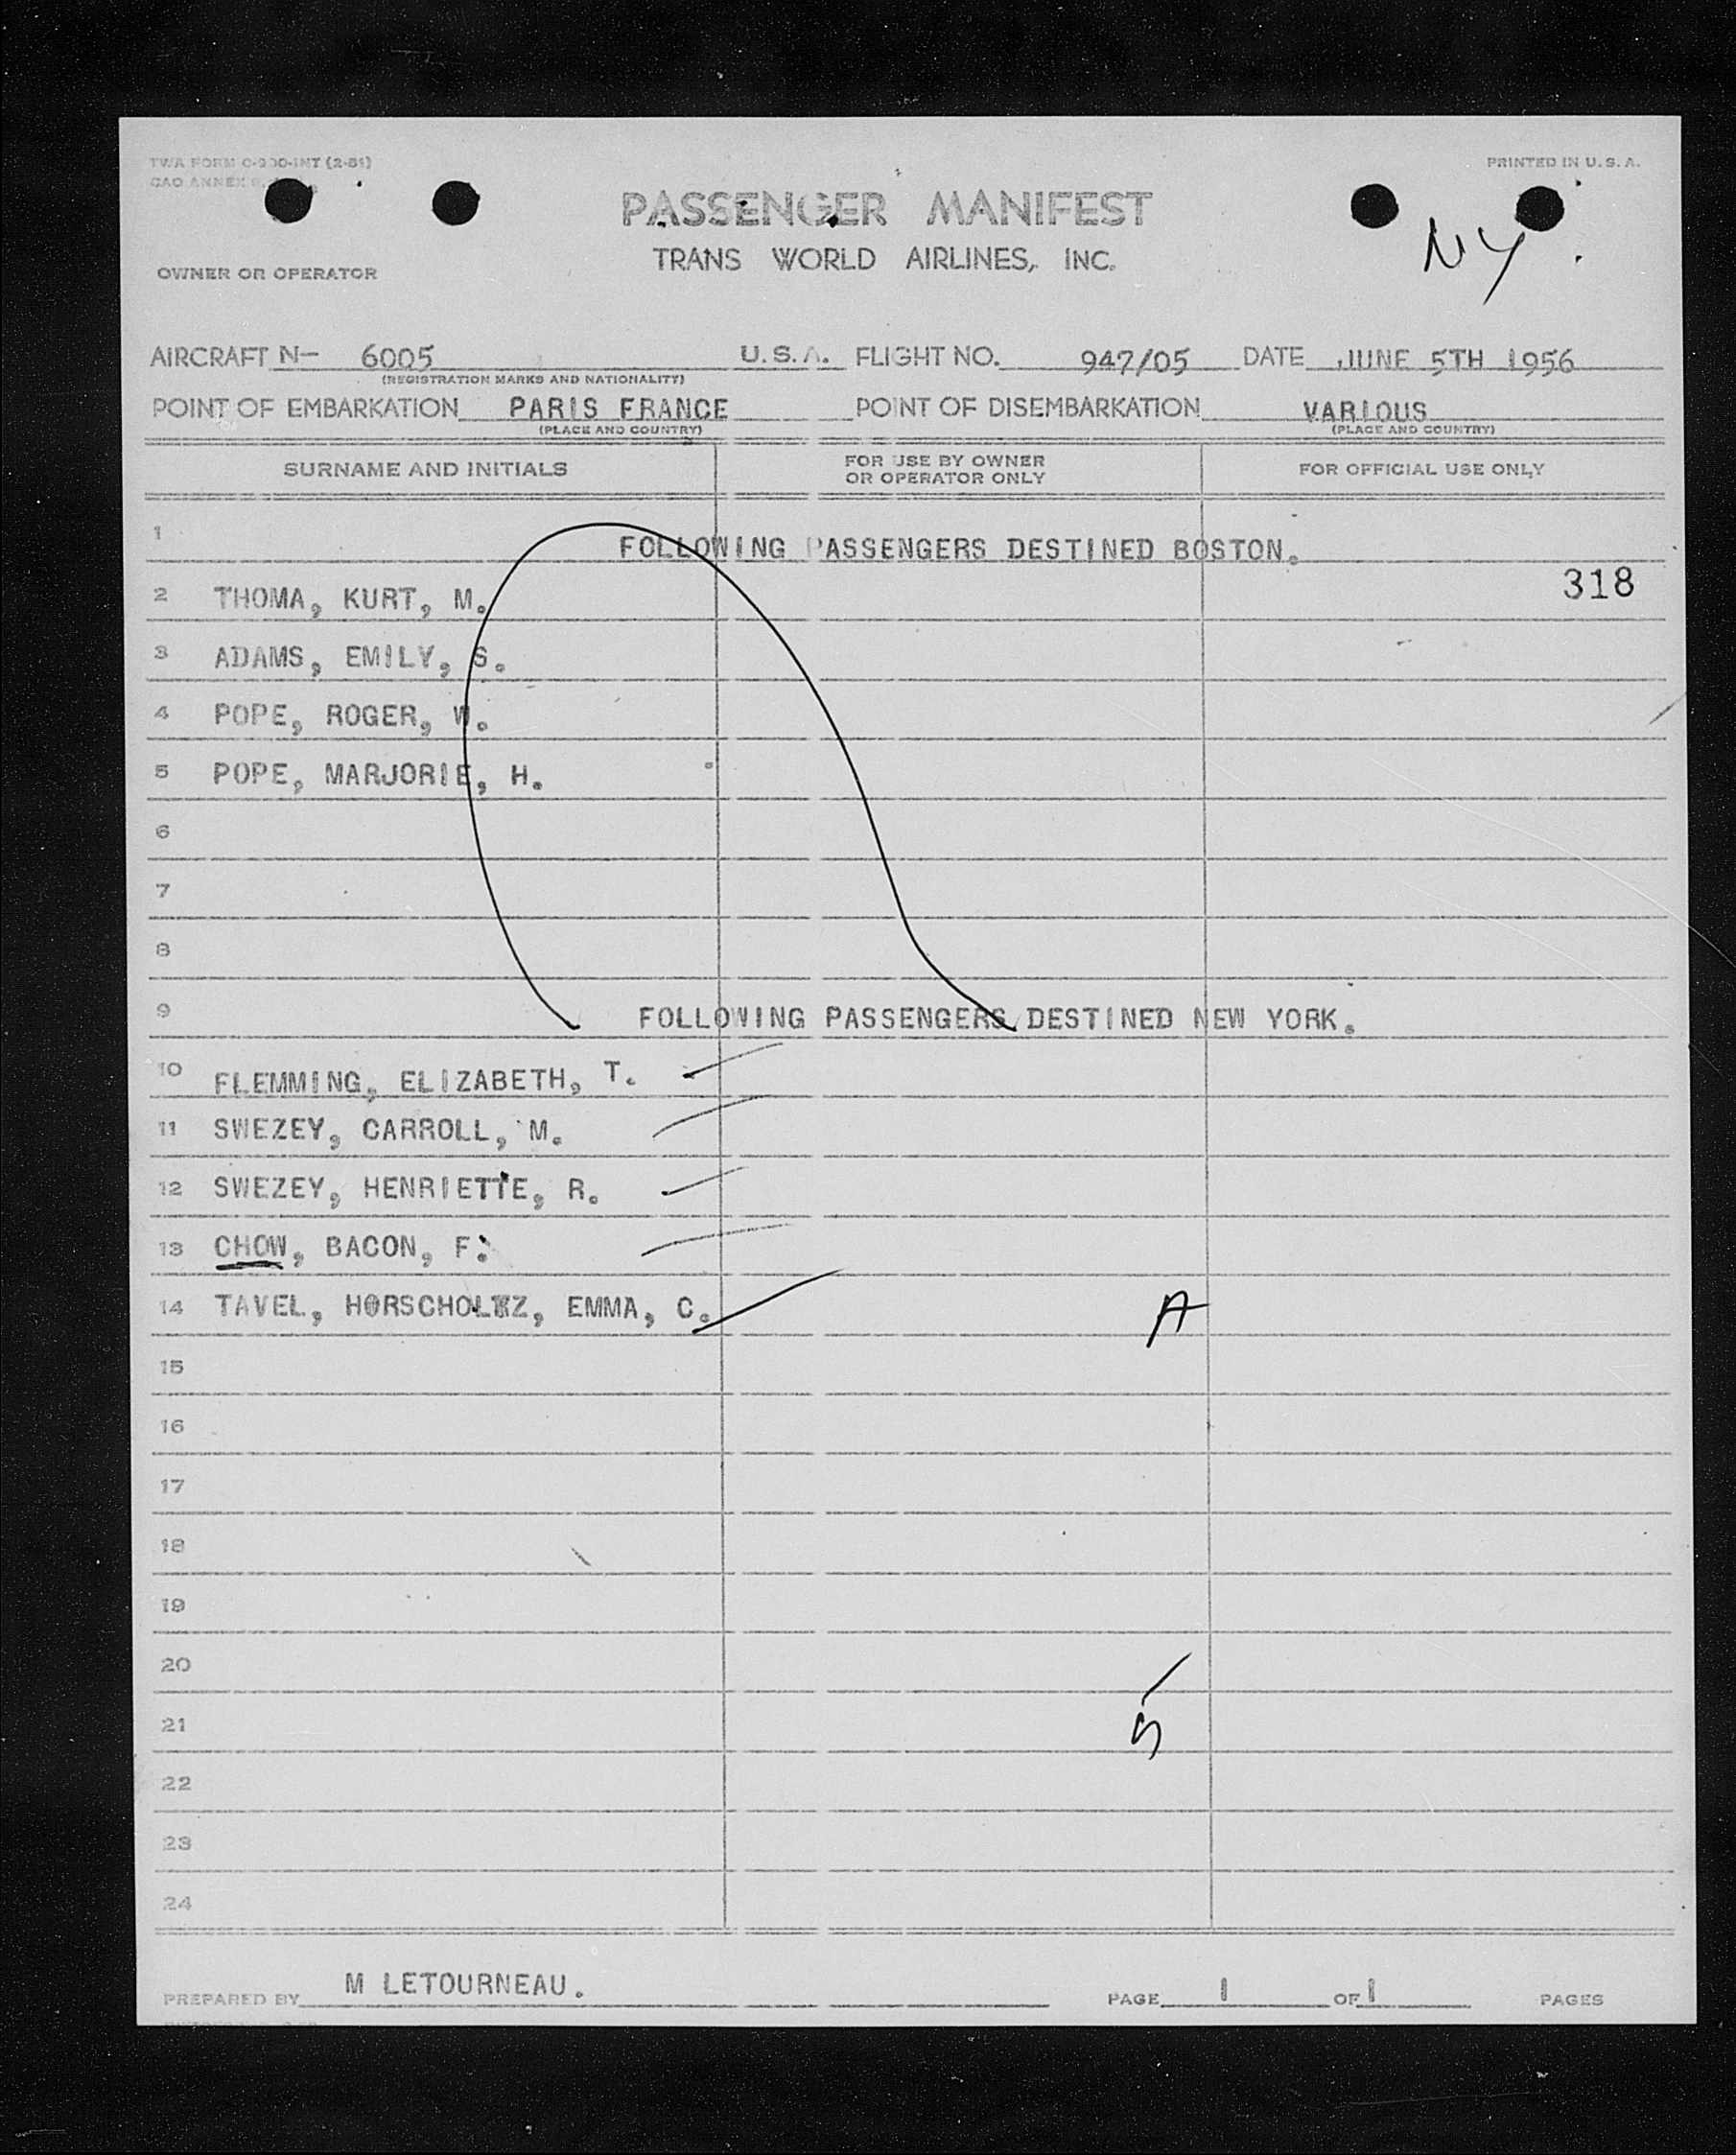 TWA FORM C-200-INT (2-51) PRINTED IN U. S. A.
CAO ANNEX
PASSENGER MANIFEST
TRANS WORLD AIRLINES, INC.
NY
OWNER OR OPERATOR
AIRCRAFT N- 6005 U.S.A. FLIGHT NO. 947/05 DATE JUNE 5TH 1956
(REGISTRATION MARKS AND NATIONALITY)
POINT OF EMBARKATION PARIS FRANCE POINT OF DISEMBARKATION VARIOUS
(PLACE AND COUNTRY) (PLACE AND COUNTRY)
SURNAME AND INITIALS FOR USE BY OWNER OR OPERATOR ONLY FOR OFFICIAL USE ONLY
1 FOLLOWING PASSENGERS DESTINED BOSTON.
318
2 THOMA, KURT, M.
3 ADAMS, EMILY, S.
4 POPE, ROGER, W.
5 POPE, MARJORIE, H.
6
7
8
9 FOLLOWING PASSENGERS DESTINED NEW YORK.
10 FLEMMING, ELIZABETH, T.
11 SWEZEY, CARROLL, M.
12 SWEZEY, HENRIETTE, R.
13 CHOW, BACON, F.
14 TAVEL, EMMA, C. A
15
16
17
18
19
20
21 5
22
23
24
PREPARED BY M LETOURNEAU. PAGE 1 OF 1 PAGES